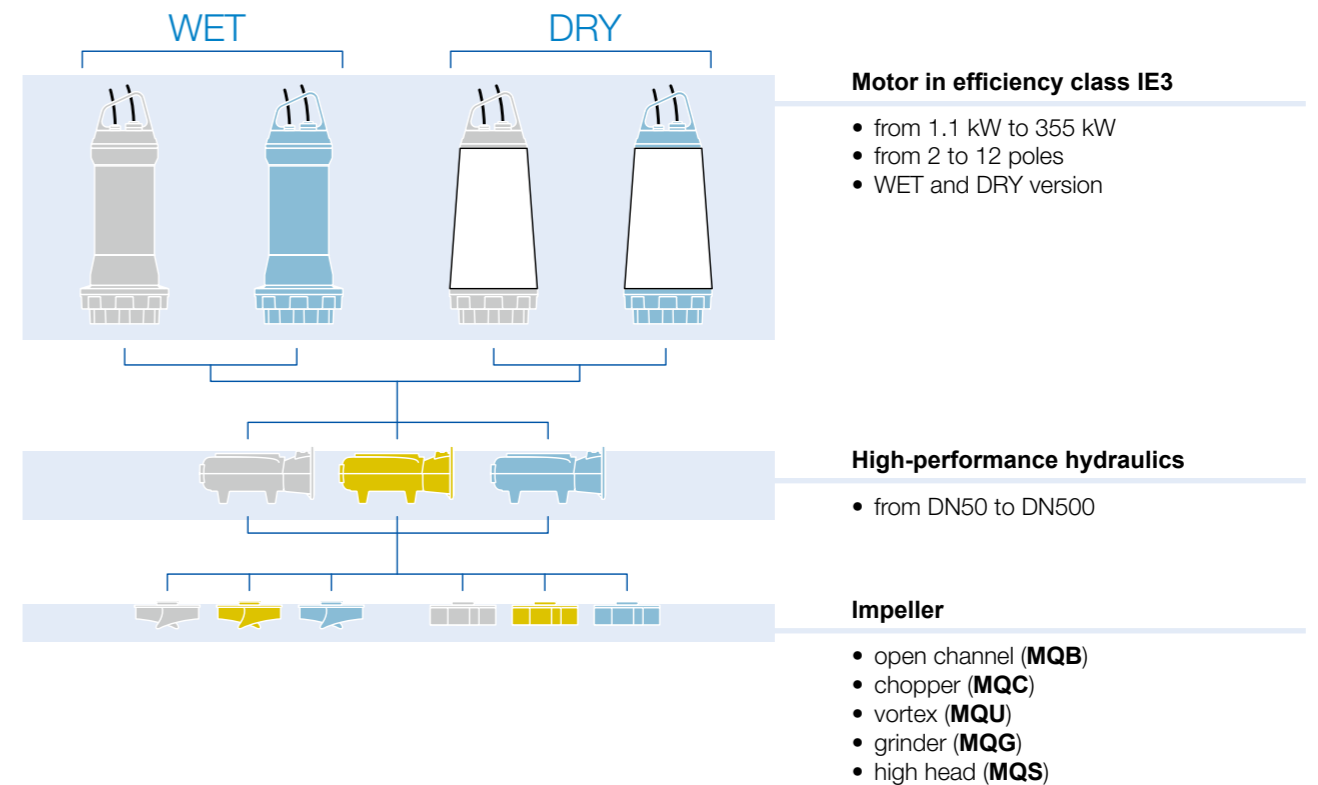 WET
DRY
Motor in efficiency class IE3
• from 1.1 kW to 355 kW
• from 2 to 12 poles
• WET and DRY version
High-performance hydraulics
• from DN50 to DN500
Impeller
• open channel (MQB)
• chopper (MQC)
• vortex (MQU)
• grinder (MQG)
• high head (MQS)